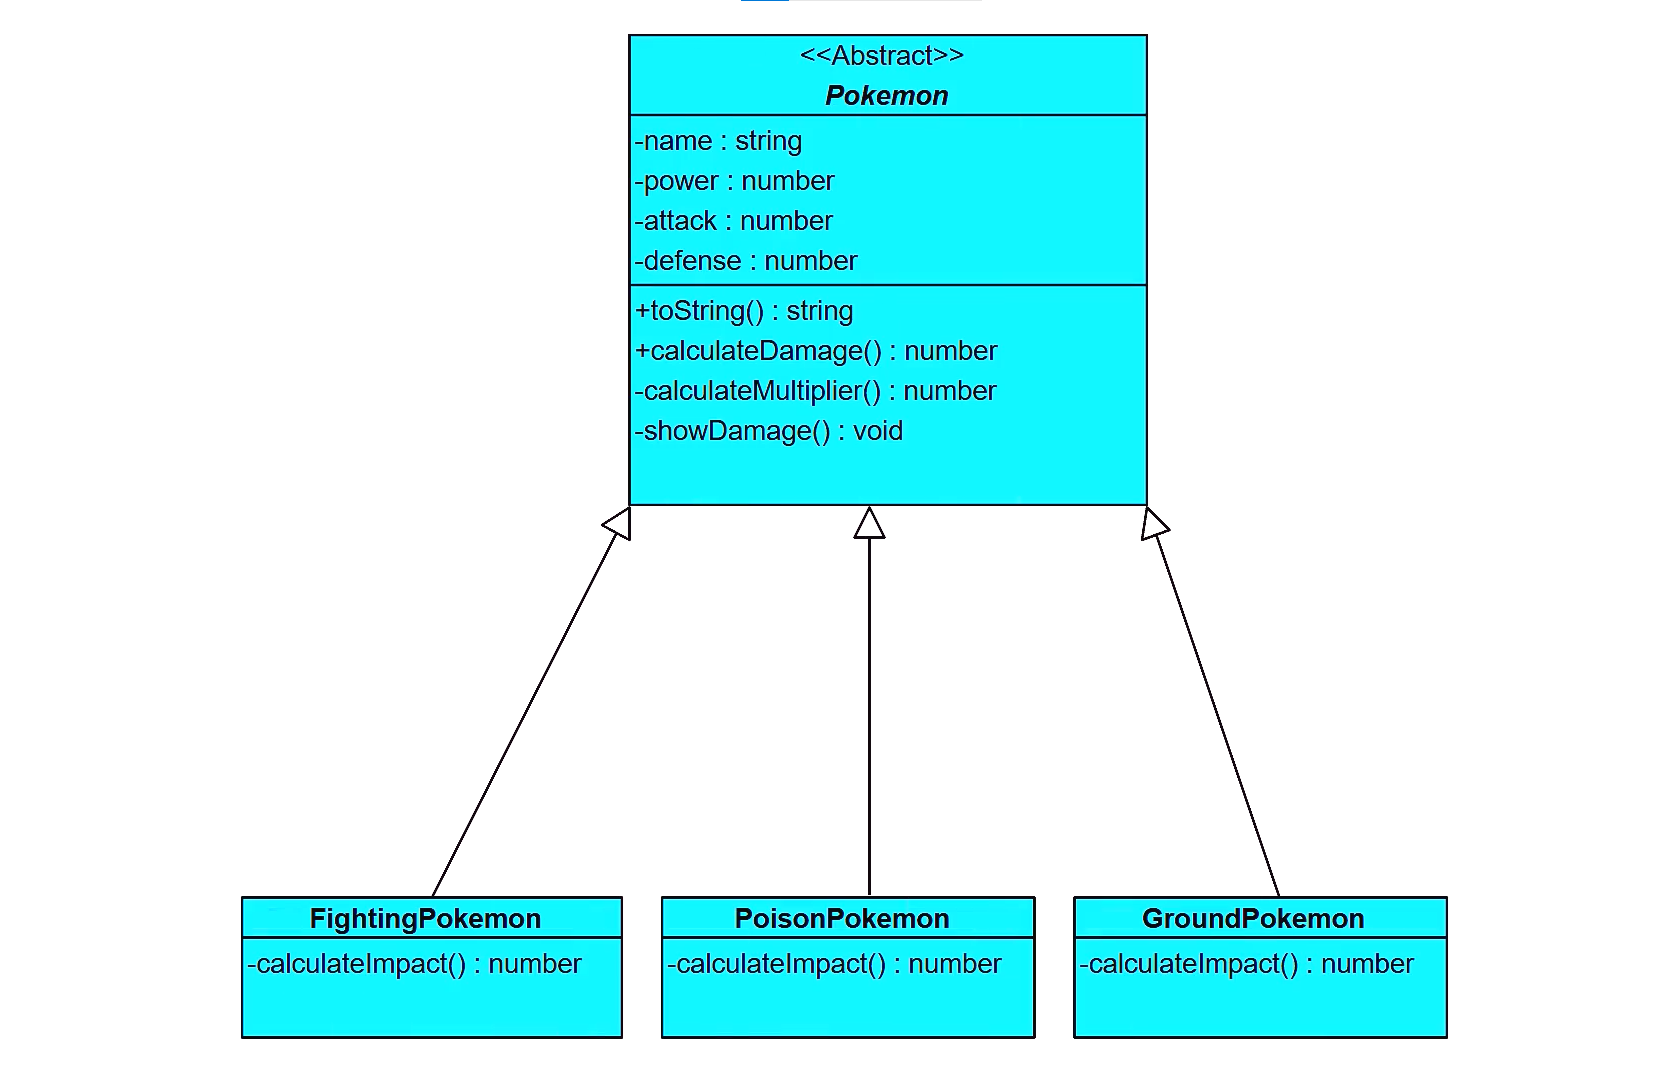 <<Abstract>>
Pokemon
-name : string
-power : number
-attack : number
-defense : number
+toString() : string
+calculateDamage() : number
-calculateMultiplier() : number
-showDamage() : void
FightingPokemon
-calculateImpact() : number
PoisonPokemon
-calculateImpact() : number
GroundPokemon
-calculateImpact() : number